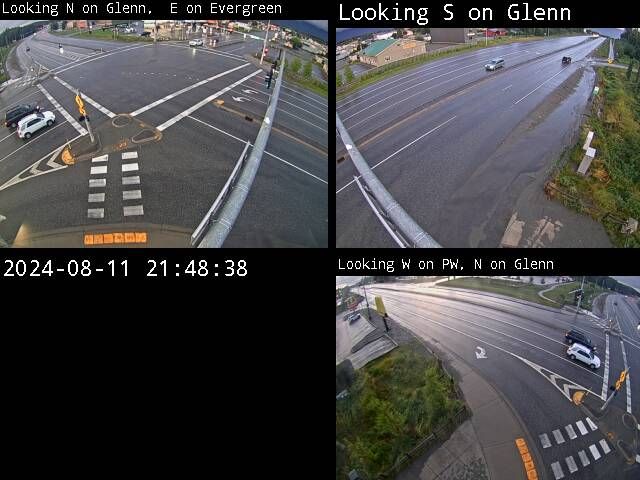 Looking N on Glenn,  E on Evergreen
Looking S on Glenn
2024-08-11 21:48:38
Looking W on PW, N on Glenn